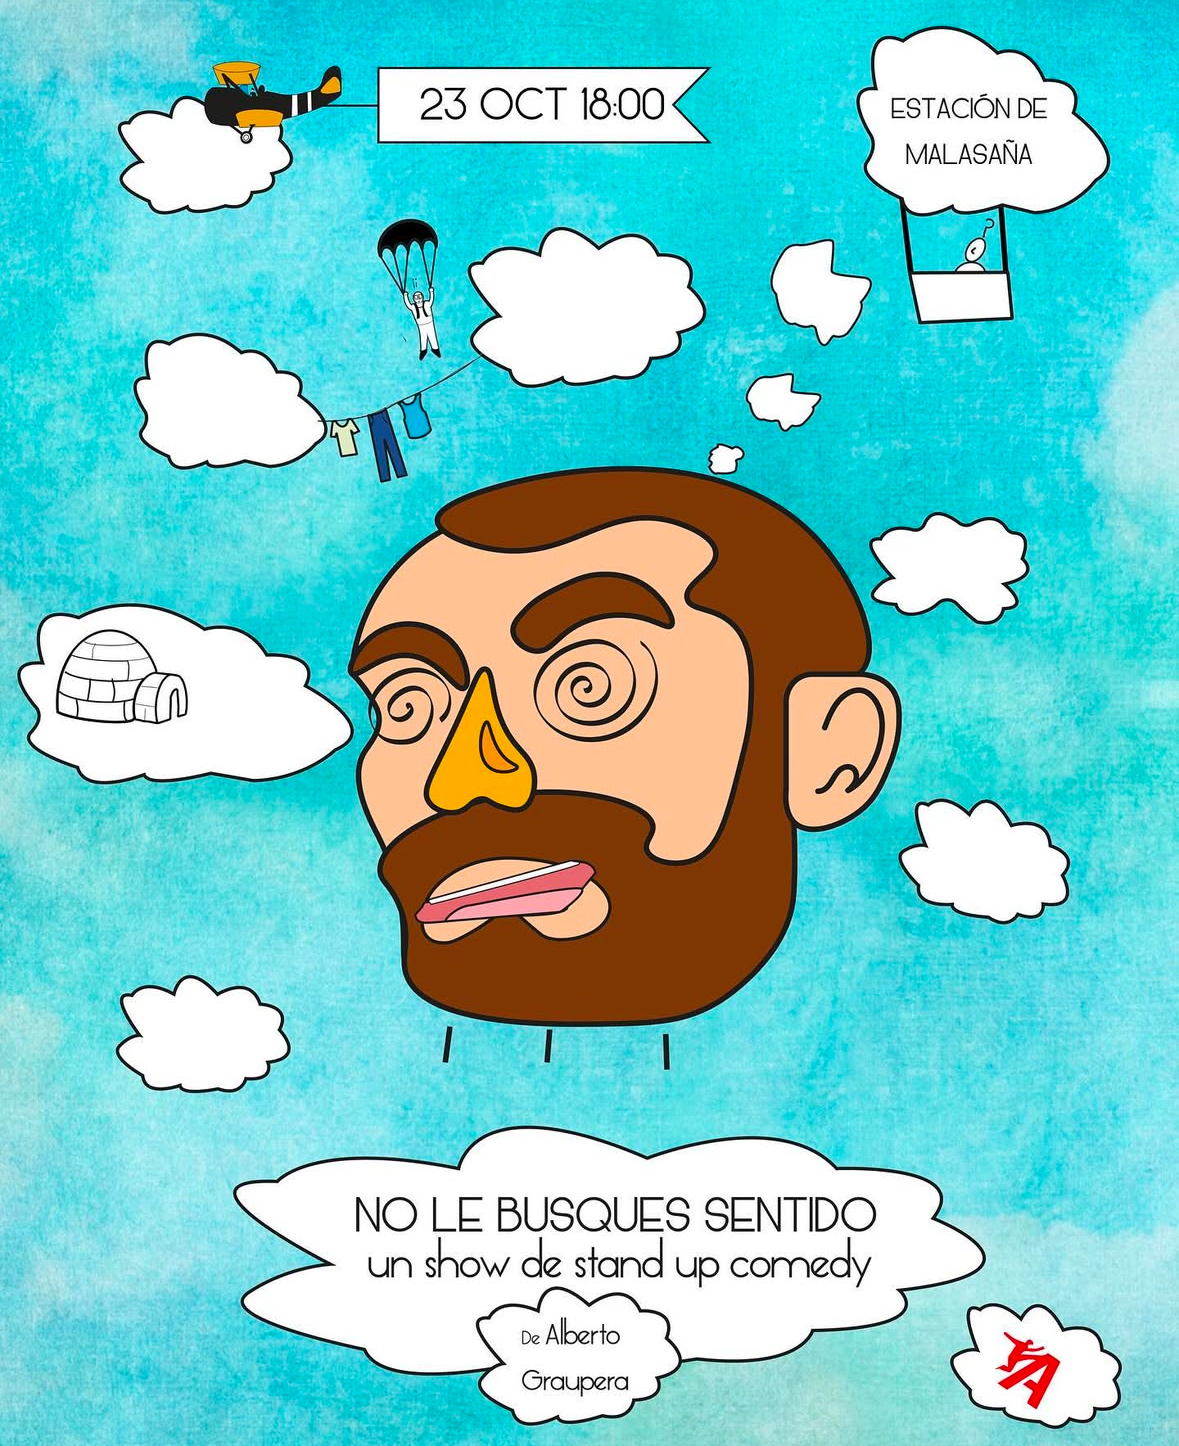 23 OCT 18:00
ESTACIÓN DE
MALASAÑA
NO LE BUSQUES SENTIDO
un show de stand up comedy
De Alberto
Graupera